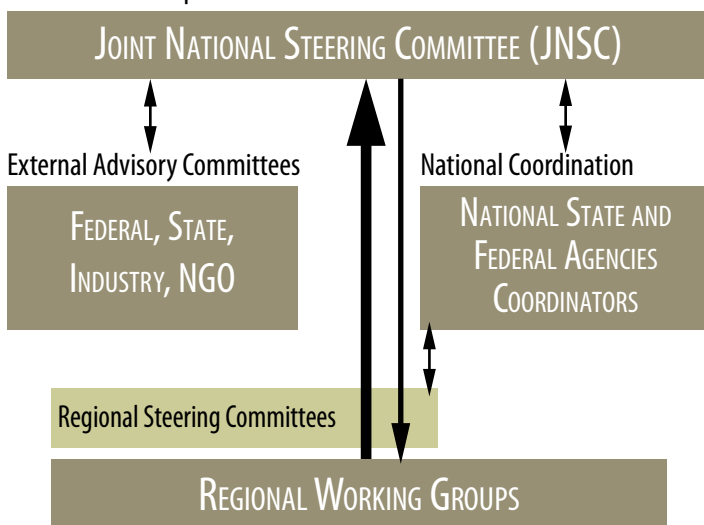 JOINT NATIONAL STEERING COMMITTEE (JNSC)
External Advisory Committees
FEDERAL, STATE,
INDUSTRY, NGO
National Coordination
NATIONAL STATE AND
FEDERAL AGENCIES
COORDINATORS
Regional Steering Committees
REGIONAL WORKING GROUPS